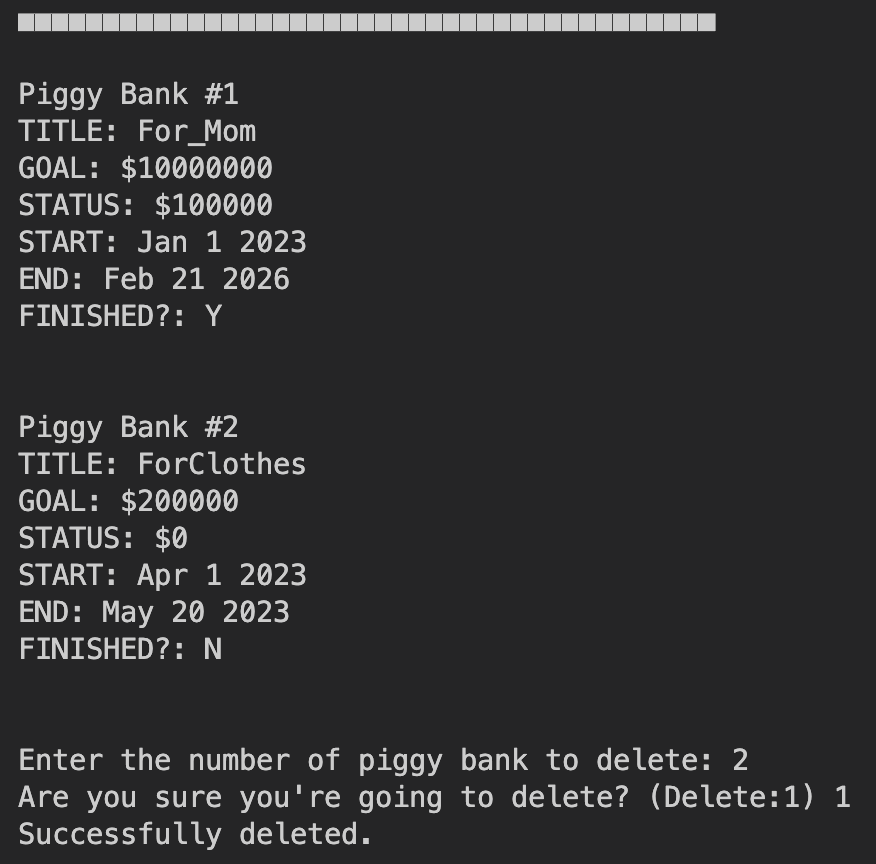 Piggy Bank #1
TITLE: For_Mom
GOAL: $10000000
STATUS: $100000
START: Jan 1 2023
END: Feb 21 2026
FINISHED?: Y
Piggy Bank #2
TITLE: ForClothes
GOAL: $200000
STATUS: $0
START: Apr 1 2023
END: May 20 2023
FINISHED?: N
Enter the number of piggy bank to delete: 2
Are you sure you're going to delete? (Delete:1) 1
Successfully deleted.